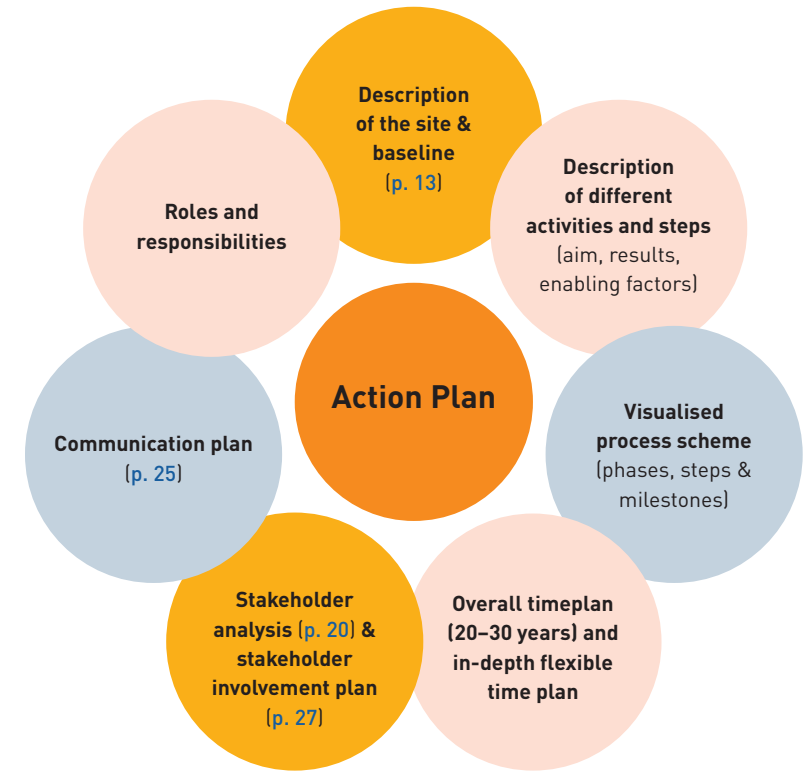 Description
of the site &
baseline
(p. 13)
Description
of different
activities and steps
(aim, results,
enabling factors)
Roles and
responsibilities
Action Plan
Visualised
process scheme
(phases, steps &
milestones)
Communication plan
(p. 25)
Overall timeplan
(20–30 years) and
in-depth flexible
time plan
Stakeholder
analysis (p. 20) &
stakeholder
involvement plan
(p. 27)